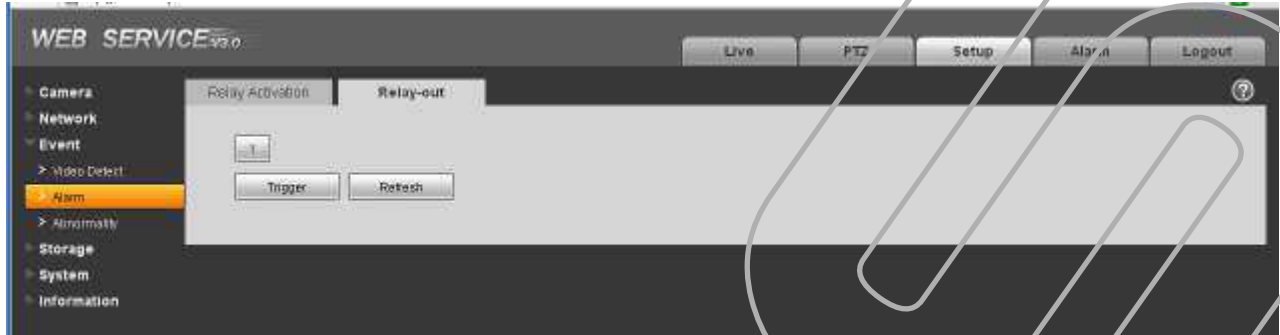 WEB SERVICE V3.0
Live PTZ Setup Alarm Logout
Relay Activation Relay-out
Camera
Network
Event
1
> Video Detect
Trigger Refresh
> Alarm
> Abnormality
Storage
System
Information